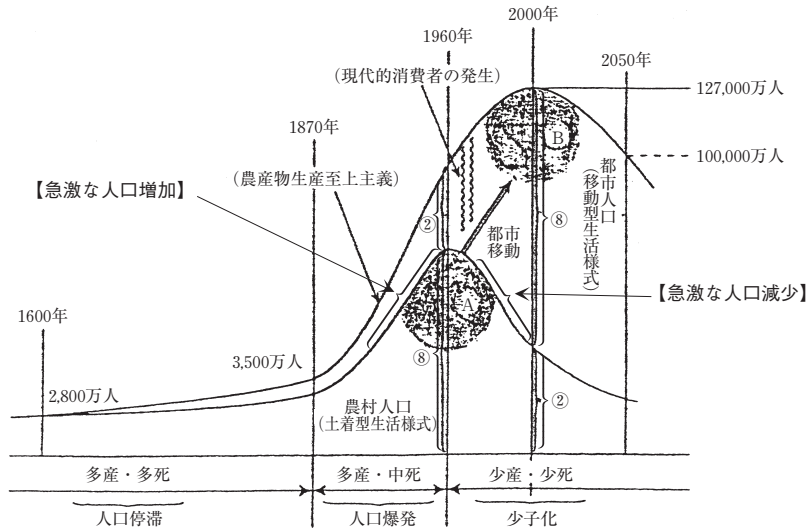 2000年
1960年
2050年
(現代的消費者の発生)
127,000万人
1870年
B
100,000万人
(農産物生産至上主義)
【急激な人口増加】
都市人口
(移動型生活様式)
②
⑧
都市
移動
【急激な人口減少】
A
1600年
3,500万人
⑧
2,800万人
農村人口
(土着型生活様式)
②
多産・多死
多産・中死
少産・少死
人口停滞
人口爆発
少子化